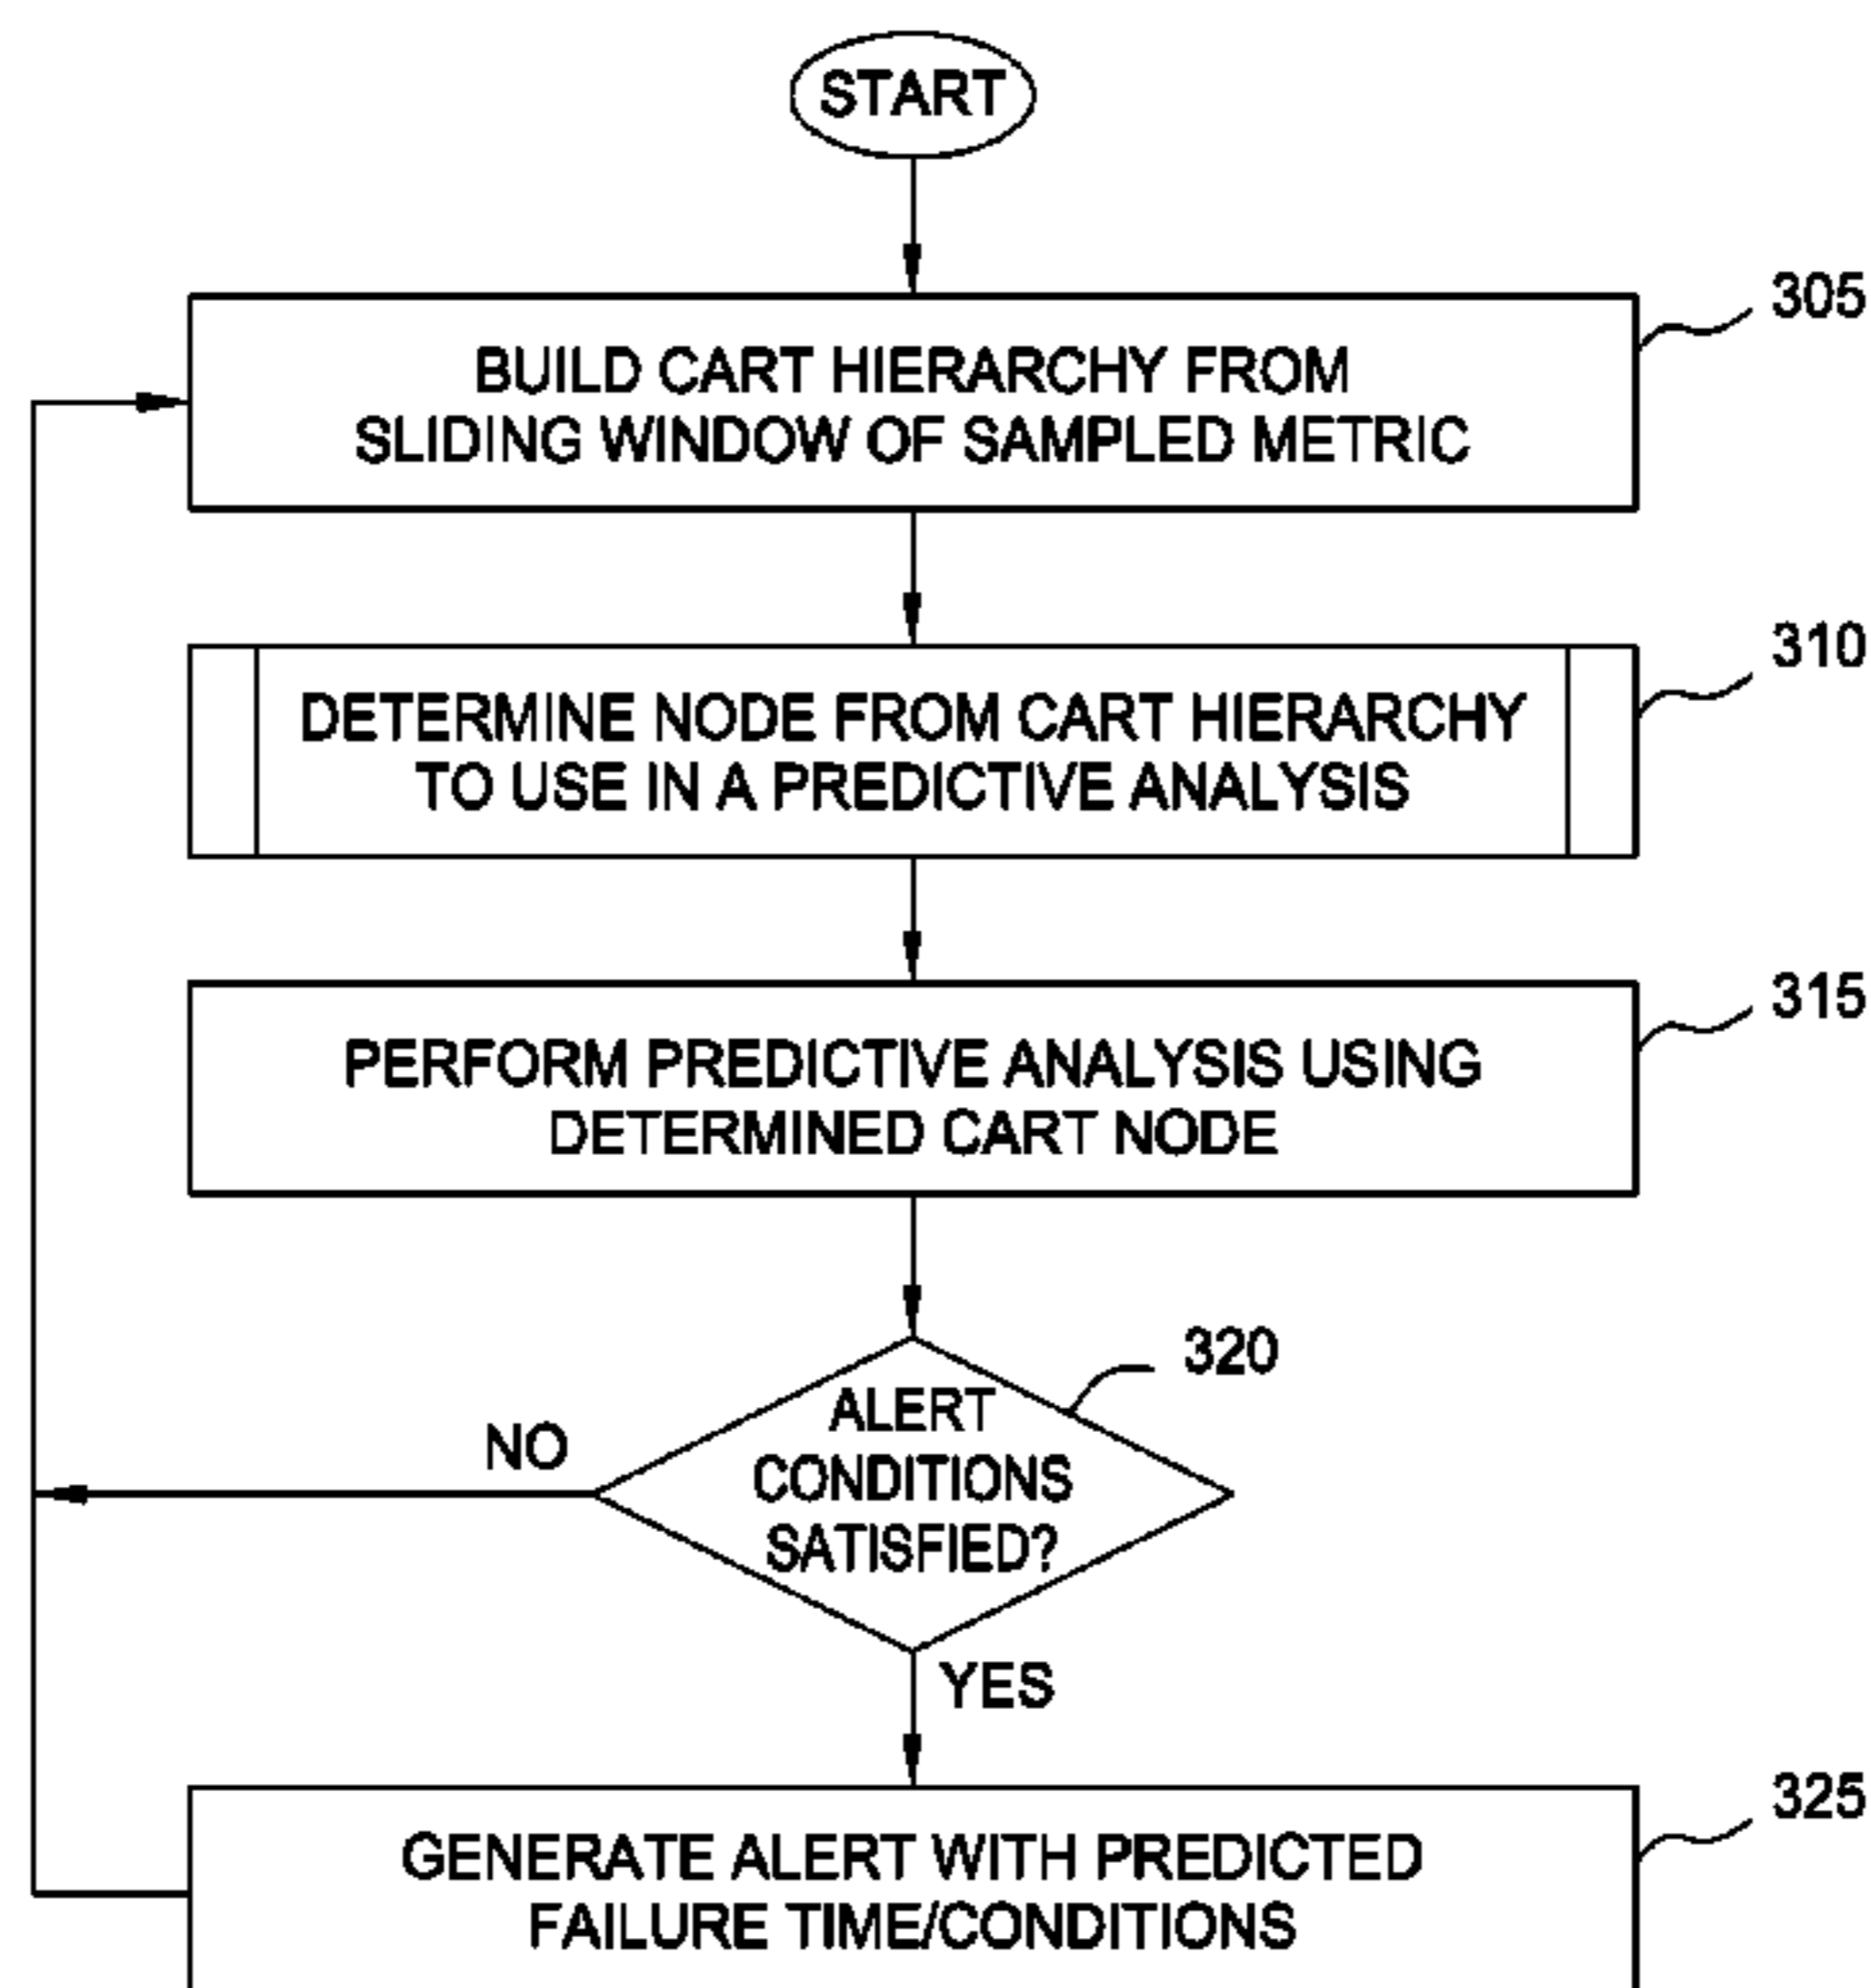 START
305
BUILD CART HIERARCHY FROM
SLIDING WINDOW OF SAMPLED METRIC
310
DETERMINE NODE FROM CART HIERARCHY
TO USE IN A PREDICTIVE ANALYSIS
315
PERFORM PREDICTIVE ANALYSIS USING
DETERMINED CART NODE
320
ALERT
CONDITIONS
SATISFIED?
NO
YES
325
GENERATE ALERT WITH PREDICTED
FAILURE TIME/CONDITIONS